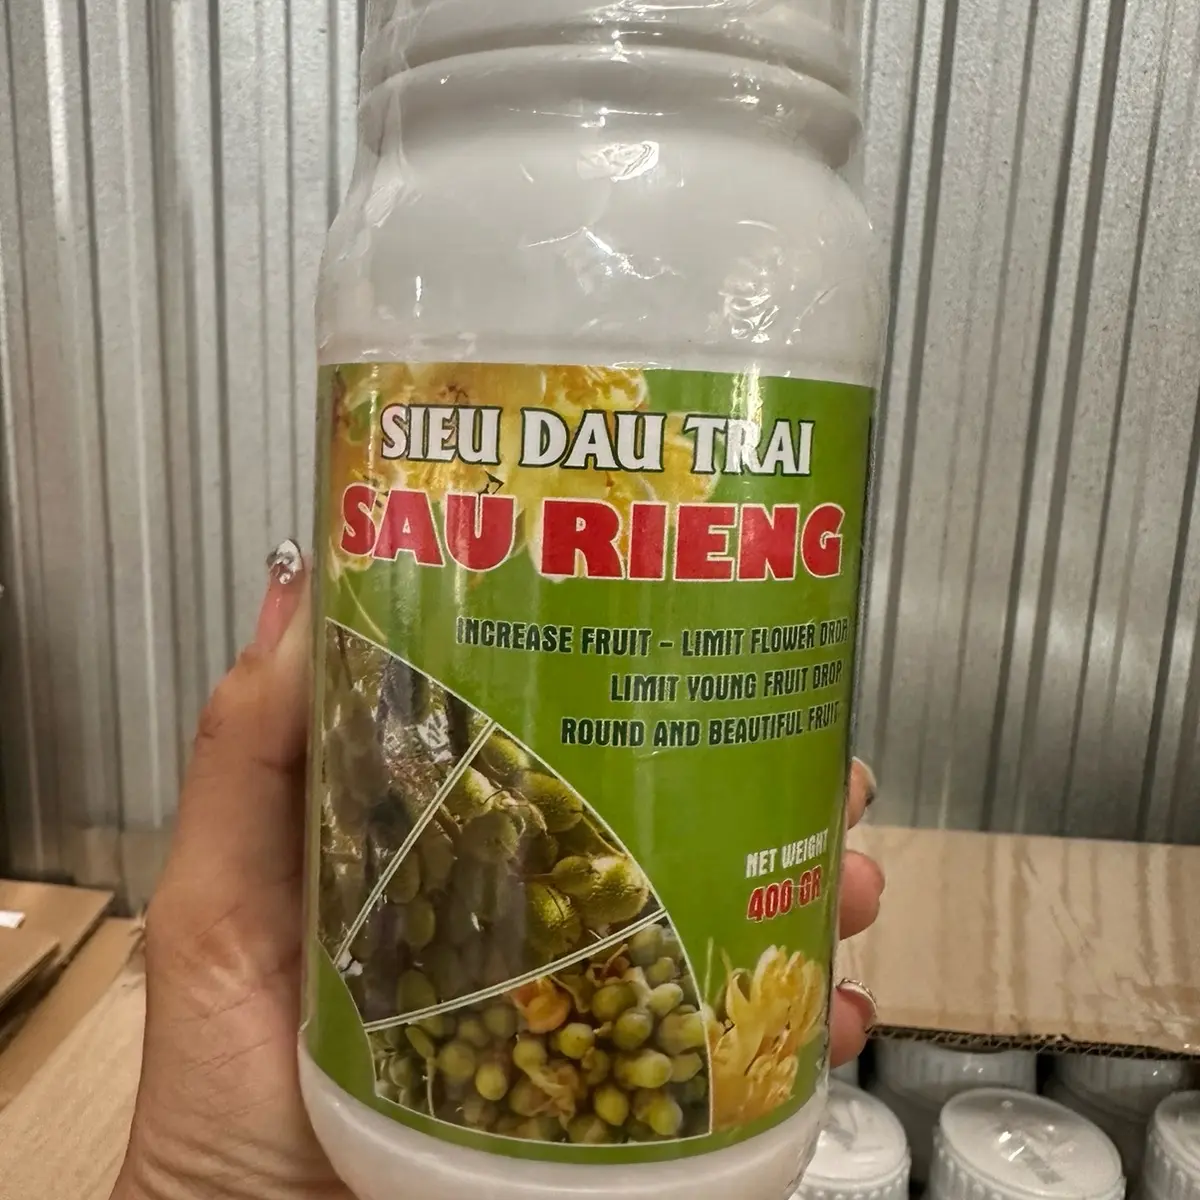 SIEU DAU TRAI
SẦU RIENG
INCREASE FRUIT – LIMIT FLOWER DROP
LIMIT YOUNG FRUIT DROP
ROUND AND BEAUTIFUL FRUIT
NET WEIGHT
400 GR